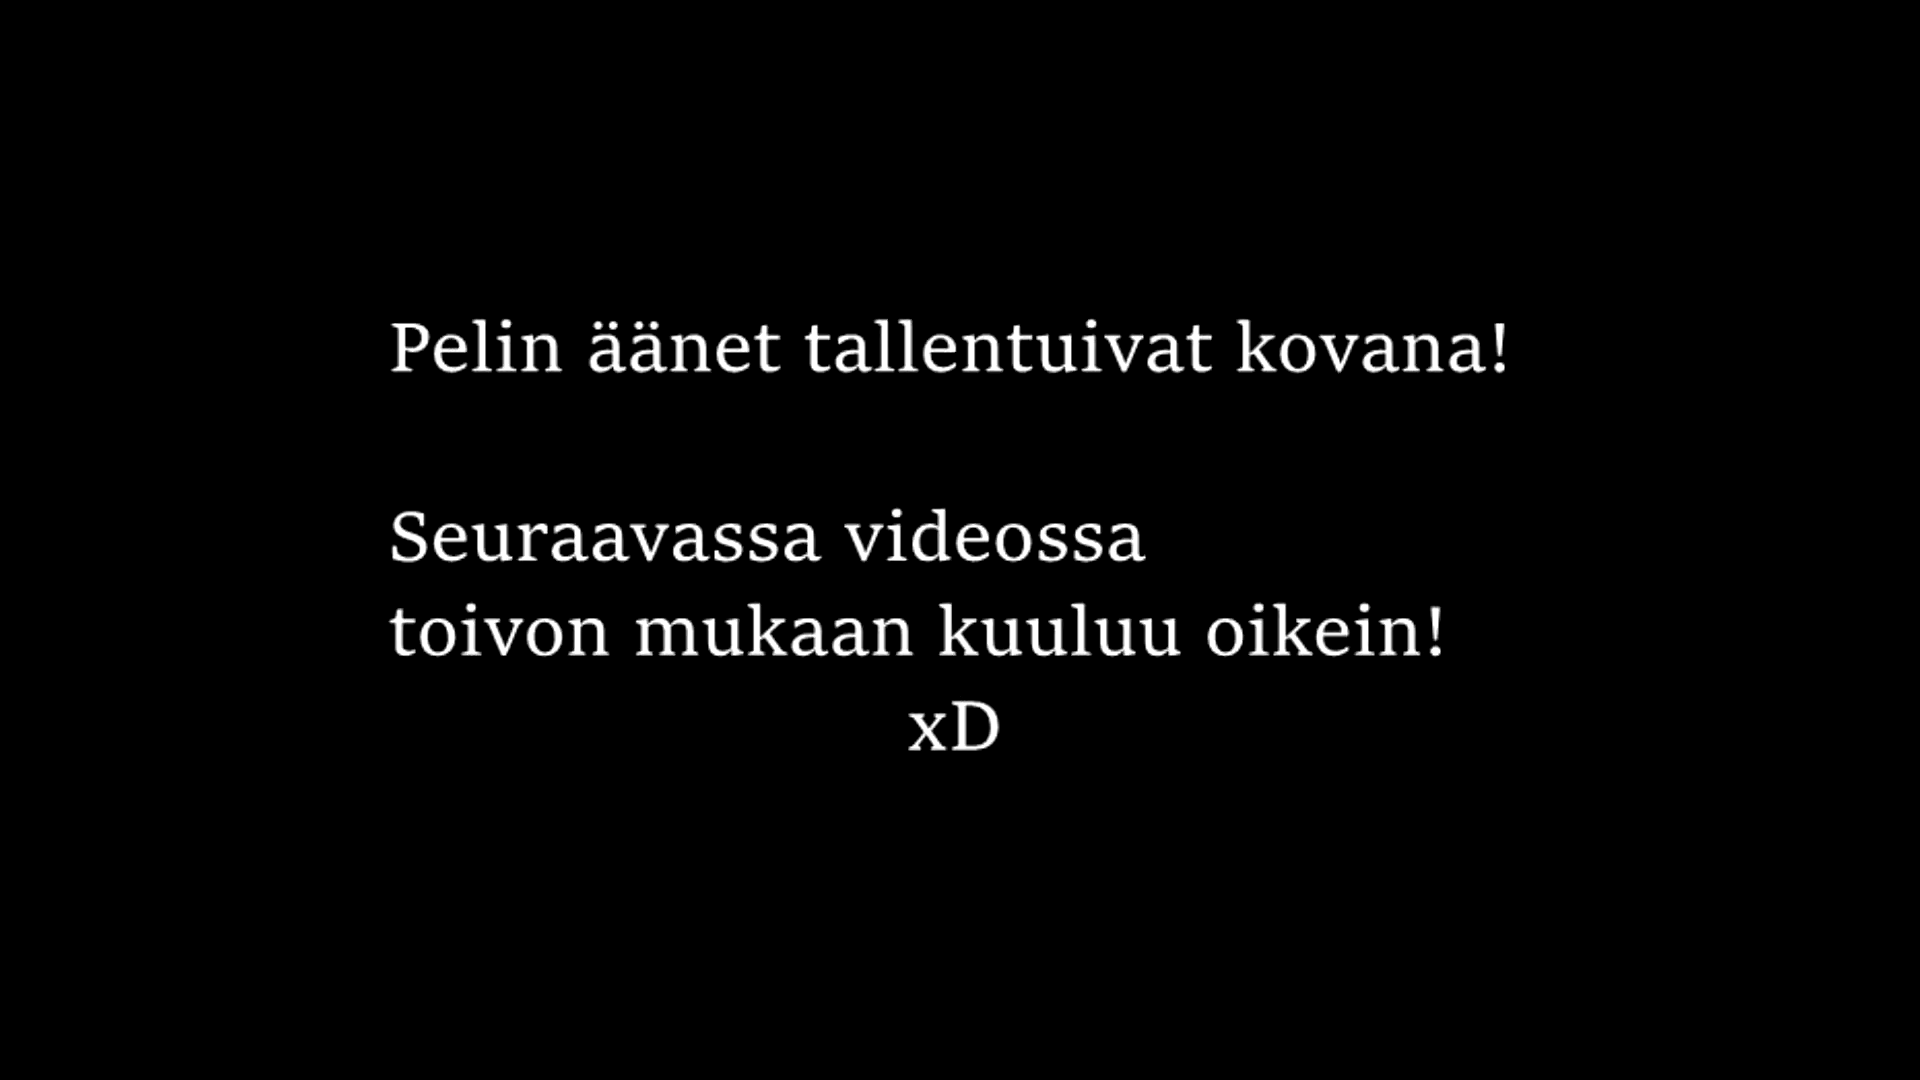 Pelin äänet tallentuivat kovana!
Seuraavassa videossa
toivon mukaan kuuluu oikein!
xD